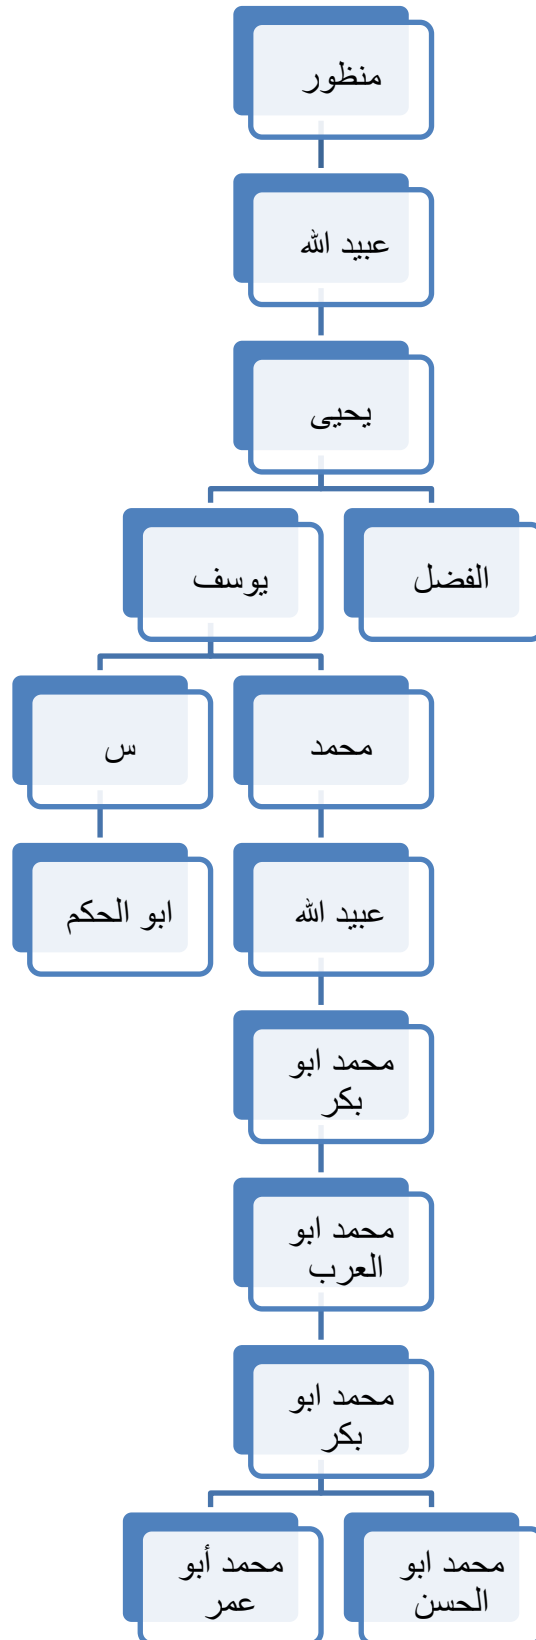 منظور
عبيد الله
يحيى
الفضل
يوسف
محمد
س
عبيد الله
ابو الحكم
محمد ابو
بكر
محمد ابو
العرب
محمد ابو
بكر
محمد ابو
الحسن
محمد أبو
عمر